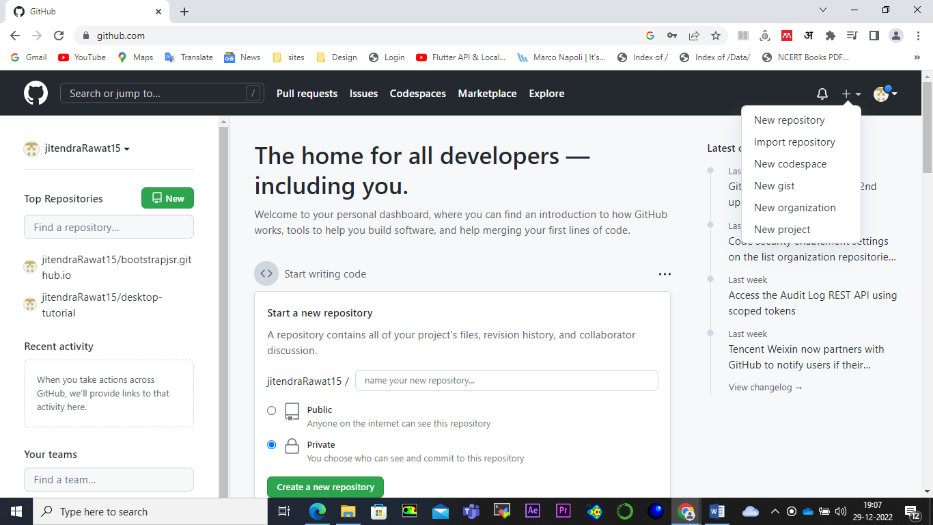 GitHub
github.com
Gmail
YouTube
Maps
Translate
News
sites
Design
Login
Flutter API & Local...
Marco Napoli | It's...
Index of /
Index of /Data/
NCERT Books PDF...
»
Search or jump to...
/
Pull requests
Issues
Codespaces
Marketplace
Explore
New repository
Import repository
New codespace
New gist
New organization
New project
jitendraRawat15
Top Repositories
New
Find a repository...
jitendraRawat15/bootstrapjsr.git
hub.io
jitendraRawat15/desktop-
tutorial
Recent activity
When you take actions across
GitHub, we'll provide links to that
activity here.
Your teams
Find a team...
The home for all developers —
including you.
Welcome to your personal dashboard, where you can find an introduction to how GitHub
works, tools to help you build software, and help merging your first lines of code.
Start writing code
...
Start a new repository
A repository contains all of your project's files, revision history, and collaborator
discussion.
jitendraRawat15 /
name your new repository...
Public
Anyone on the internet can see this repository
Private
You choose who can see and commit to this repository
Create a new repository
Latest
Las
Git
2nd
up
Las
Code security enablement settings
on the list organization repositorie...
Last week
Access the Audit Log REST API using
scoped tokens
Last week
Tencent Weixin now partners with
GitHub to notify users if their...
View changelog →
Type here to search
Ae
Pr
19:07
29-12-2022
12